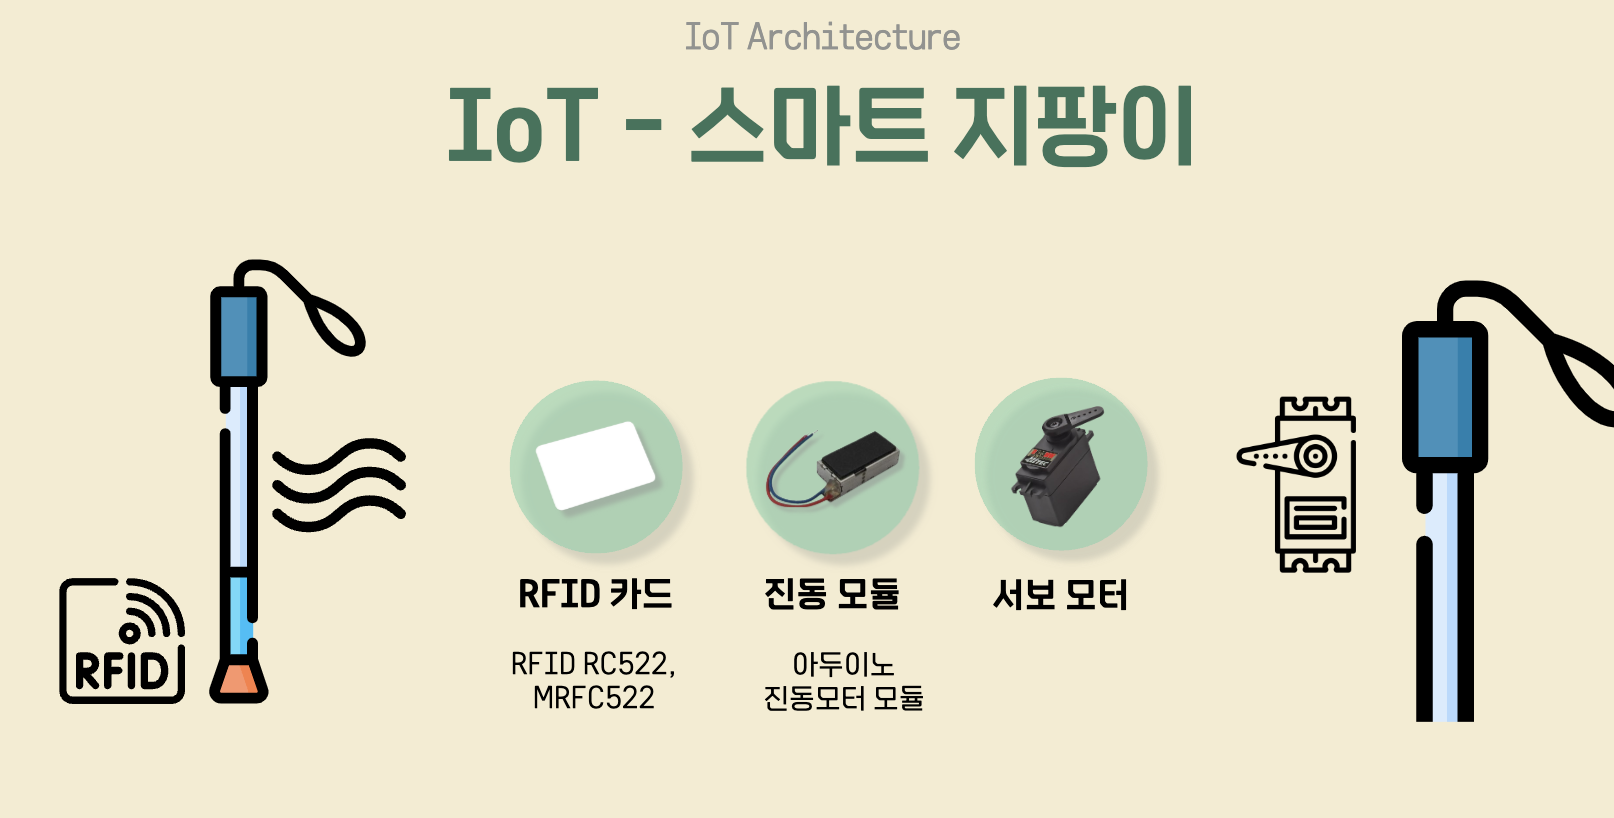 IoT Architecture
IoT - 스마트 지팡이
RFID
RFID 카드
진동 모듈
서보 모터
RFID RC522,
MRFC522
아두이노
진동모터 모듈